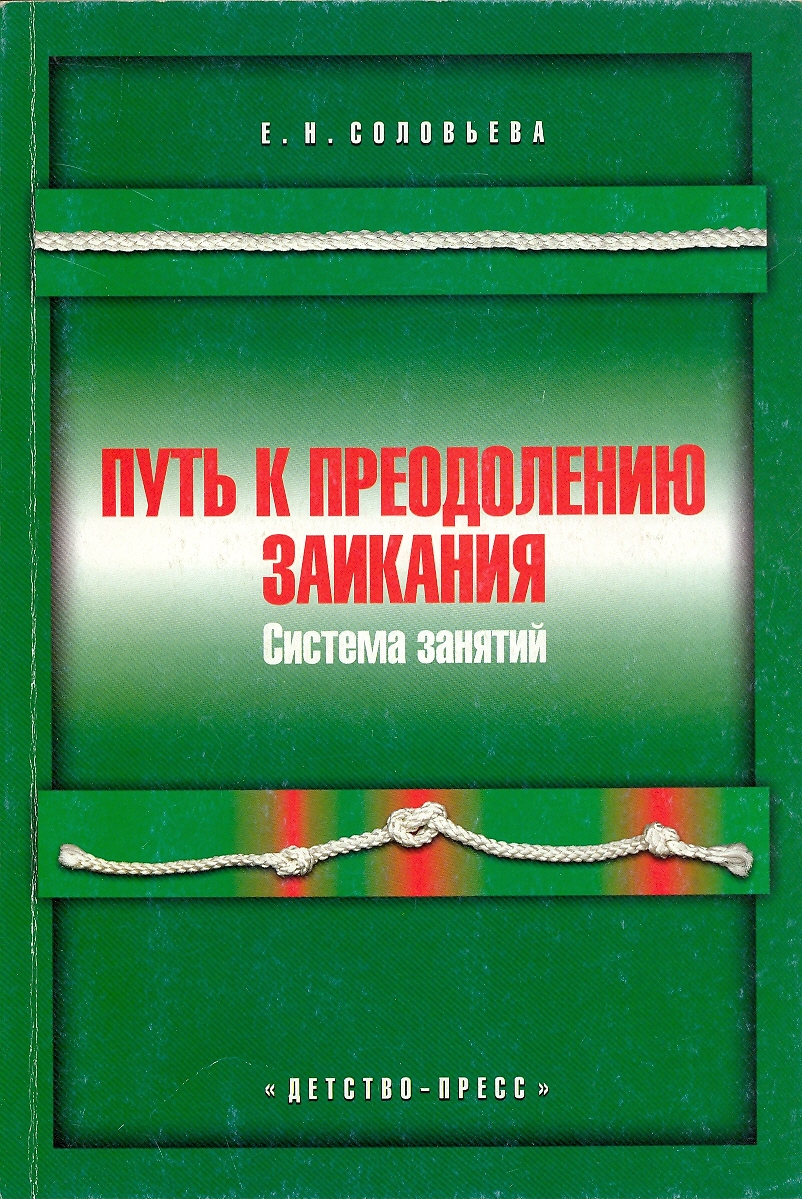 Е. Н. СОЛОВЬЕВА
ПУТЬ К ПРЕОДОЛЕНИЮ
ЗАИКАНИЯ
Система занятий
«ДЕТСТВО-ПРЕСС»